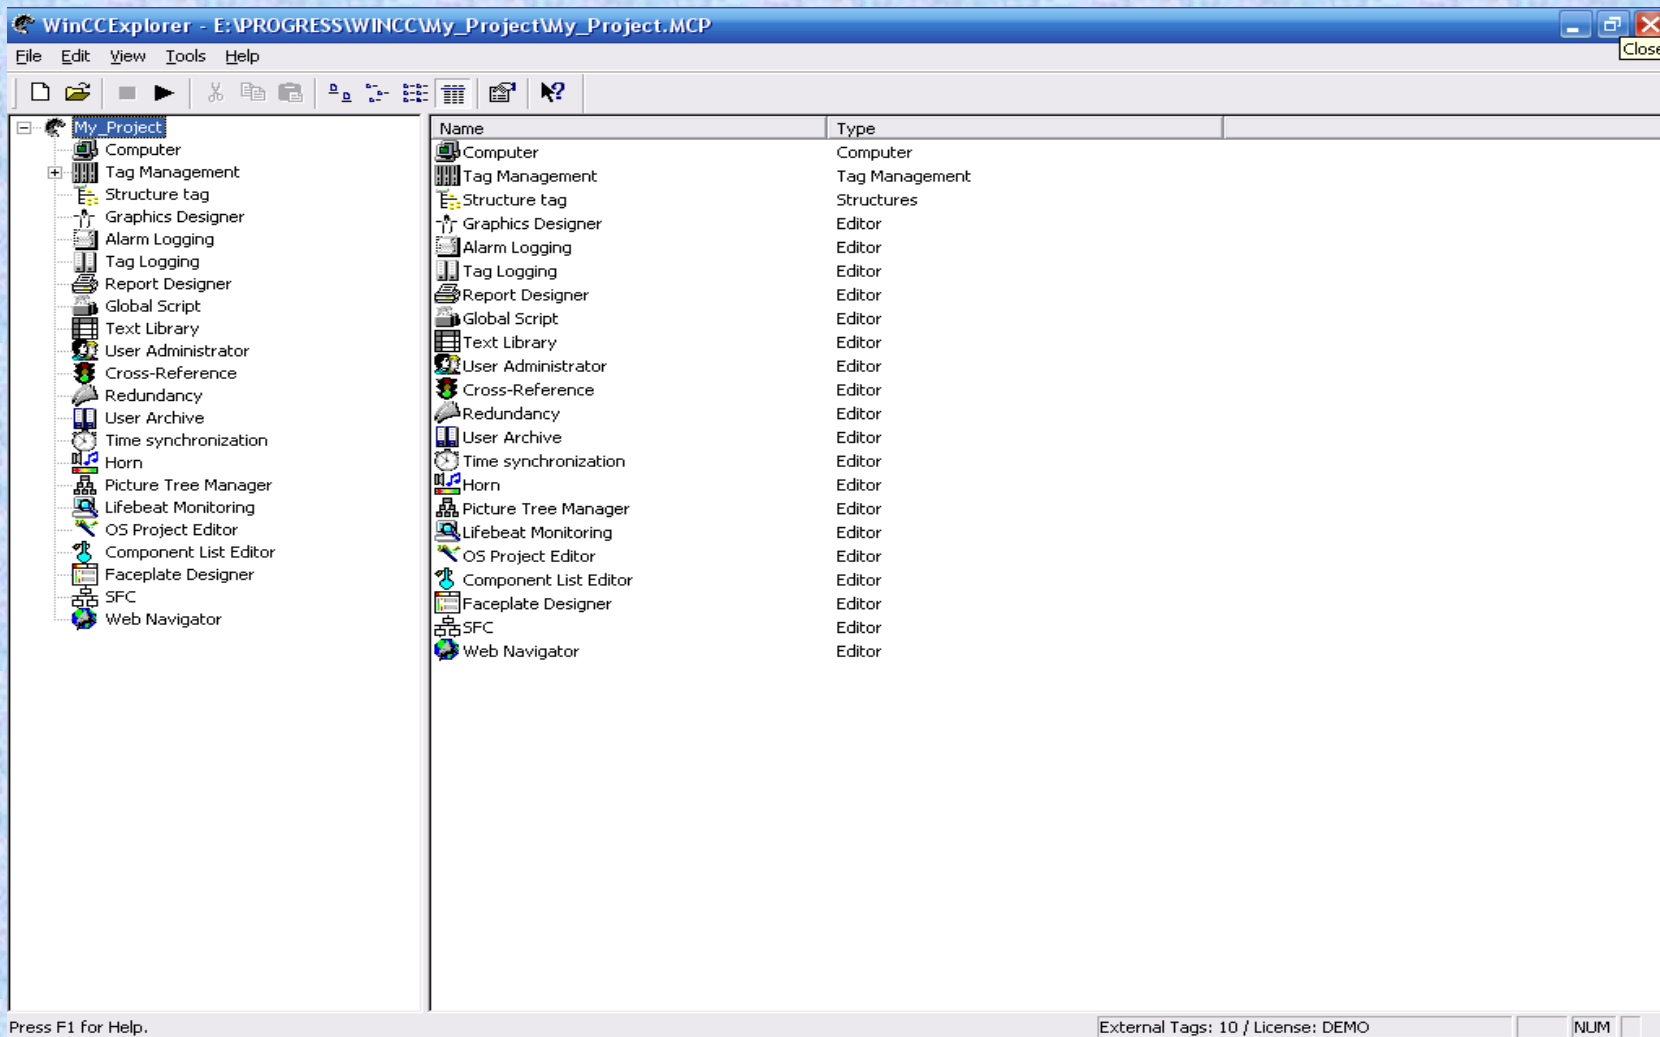 WinCCExplorer - E:\PROGRESS\WINCC\My_Project\My_Project.MCP
Close
File Edit View Tools Help
My_Project
Computer
Tag Management
Structure tag
Graphics Designer
Alarm Logging
Tag Logging
Report Designer
Global Script
Text Library
User Administrator
Cross-Reference
Redundancy
User Archive
Time synchronization
Horn
Picture Tree Manager
Lifebeat Monitoring
OS Project Editor
Component List Editor
Faceplate Designer
SFC
Web Navigator
Name Type
Computer Computer
Tag Management Tag Management
Structure tag Structures
Graphics Designer Editor
Alarm Logging Editor
Tag Logging Editor
Report Designer Editor
Global Script Editor
Text Library Editor
User Administrator Editor
Cross-Reference Editor
Redundancy Editor
User Archive Editor
Time synchronization Editor
Horn Editor
Picture Tree Manager Editor
Lifebeat Monitoring Editor
OS Project Editor Editor
Component List Editor Editor
Faceplate Designer Editor
SFC Editor
Web Navigator Editor
Press F1 for Help. External Tags: 10 / License: DEMO NUM